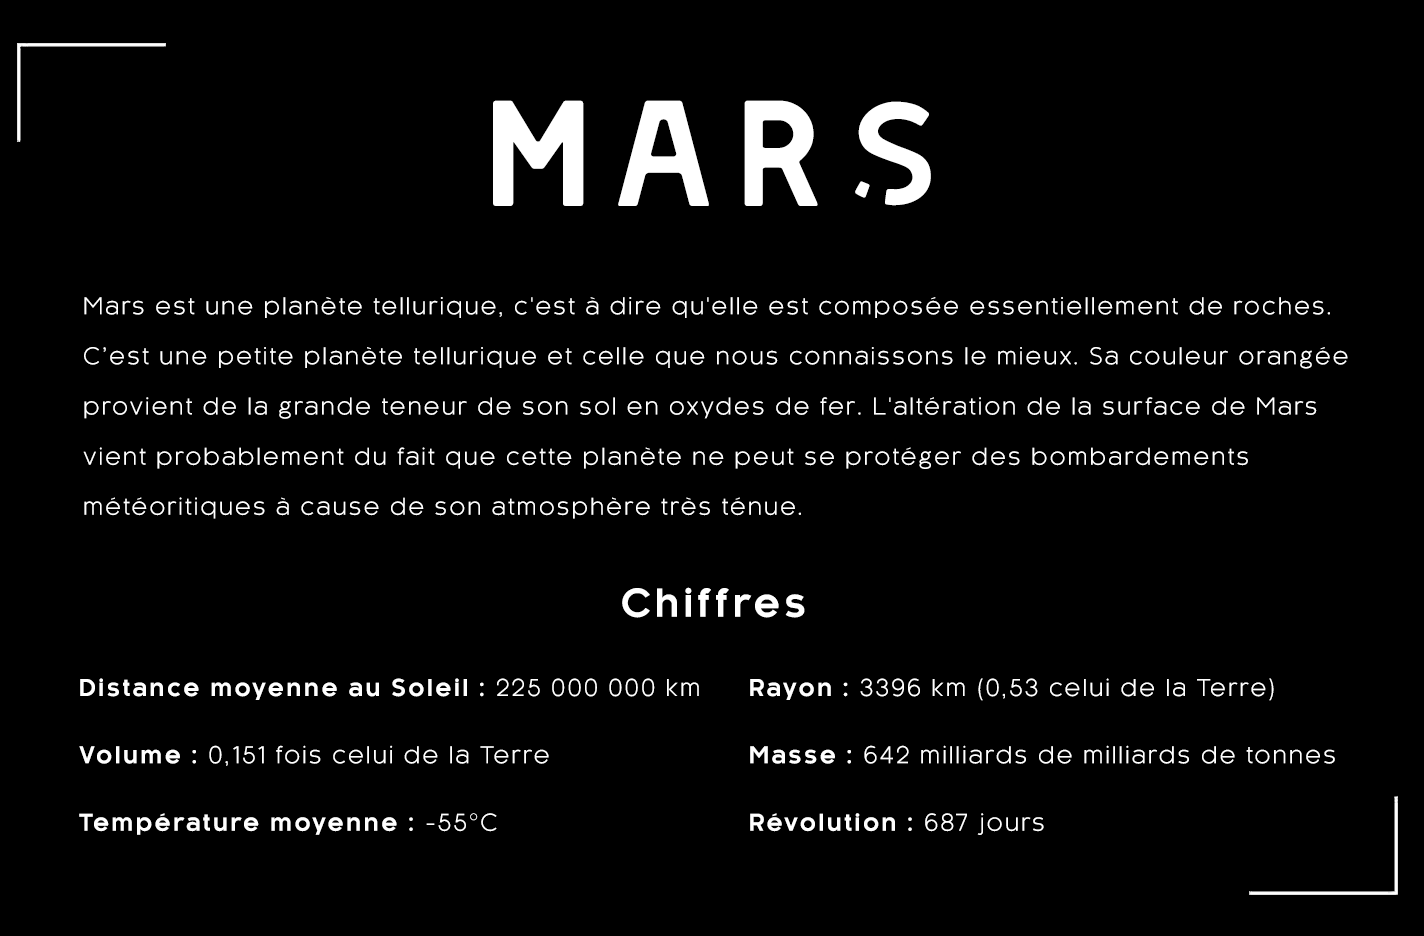 MARS
Mars est une planète tellurique, c'est à dire qu'elle est composée essentiellement de roches.
C’est une petite planète tellurique et celle que nous connaissons le mieux. Sa couleur orangée
provient de la grande teneur de son sol en oxydes de fer. L'altération de la surface de Mars
vient probablement du fait que cette planète ne peut se protéger des bombardements
météoritiques à cause de son atmosphère très ténue.
Chiffres
Distance moyenne au Soleil : 225 000 000 km
Rayon : 3396 km (0,53 celui de la Terre)
Volume : 0,151 fois celui de la Terre
Masse : 642 milliards de milliards de tonnes
Température moyenne : -55°C
Révolution : 687 jours